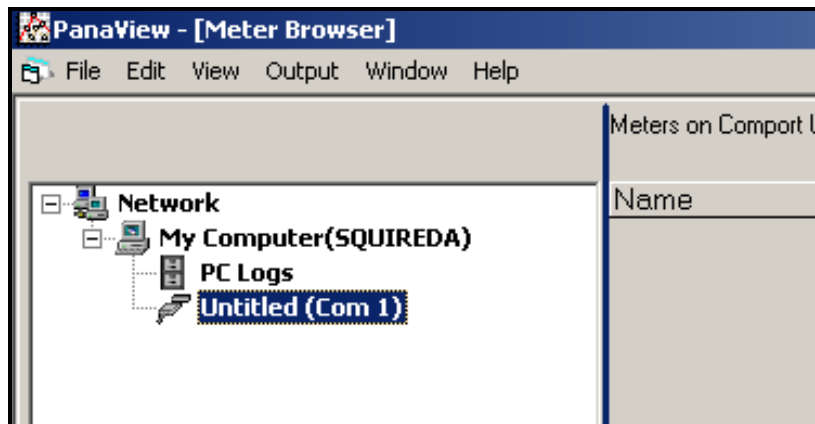 PanaView - [Meter Browser]
File Edit View Output Window Help
Meters on Comport
Name
Network
My Computer(SQUIREDA)
PC Logs
Untitled (Com 1)